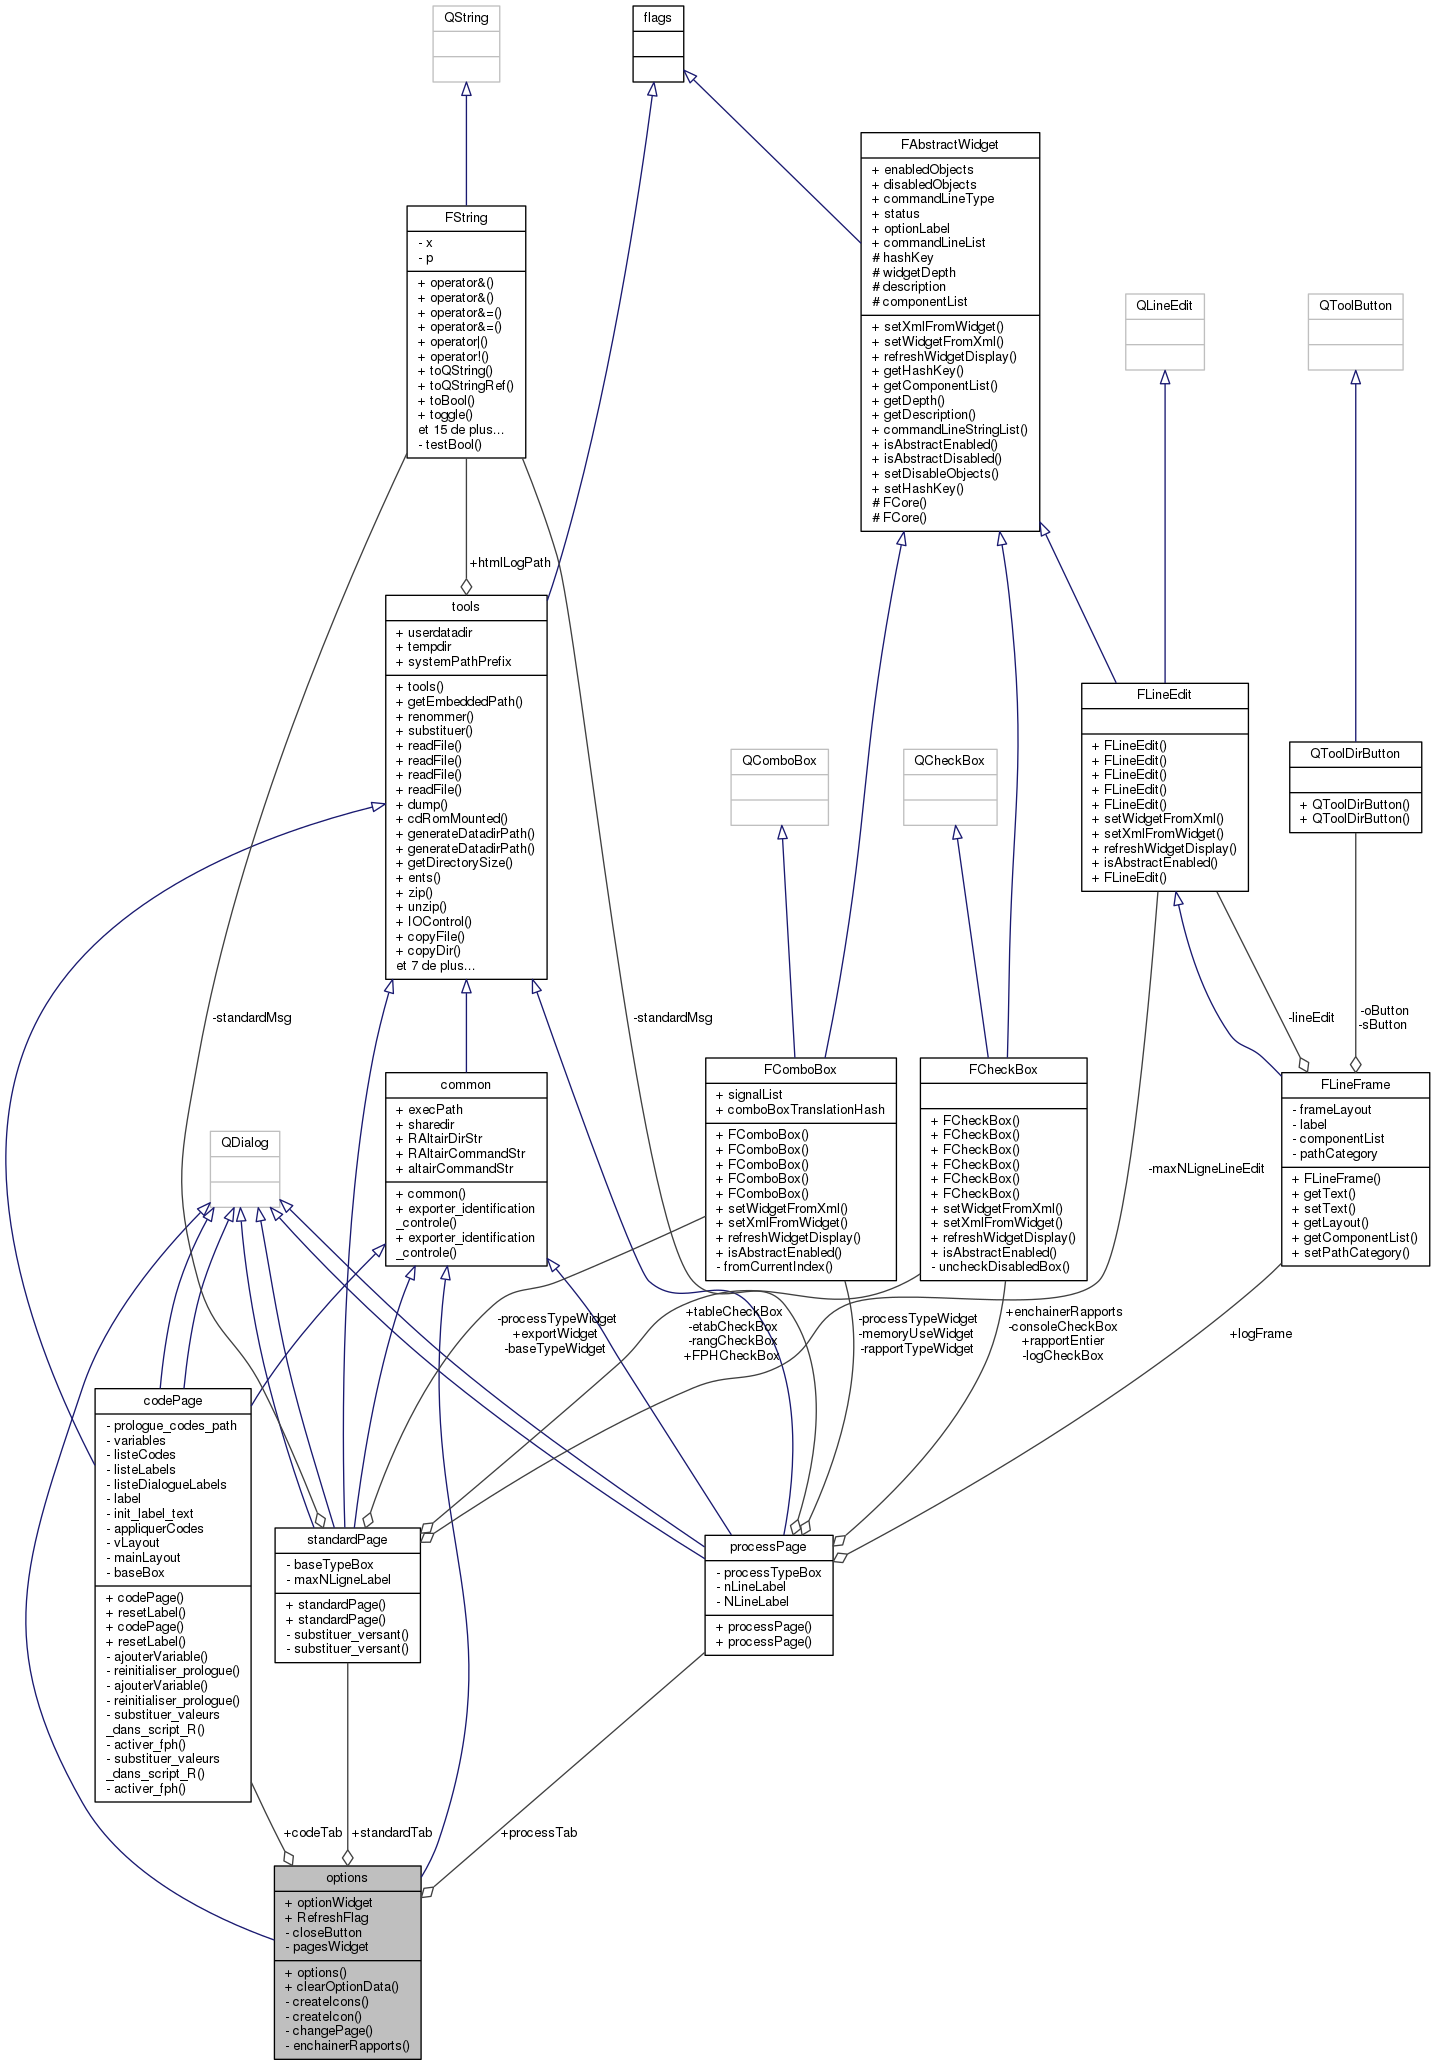 QString
flags
FAbstractWidget
+ enabledObjects
+ disabledObjects
+ commandLineType
+ status
+ optionLabel
+ commandLineList
# hashKey
# widgetDepth
# description
# componentList
+ setXmlFromWidget()
+ setWidgetFromXml()
+ refreshWidgetDisplay()
+ getHashKey()
+ getComponentList()
+ getDepth()
+ getDescription()
+ commandLineStringList()
+ isAbstractEnabled()
+ isAbstractDisabled()
+ setDisableObjects()
+ setHashKey()
# FCore()
# FCore()
FString
- x
- p
+ operator&()
+ operator&()
+ operator&=()
+ operator&=()
+ operator|()
+ operator!()
+ toQString()
+ toQStringRef()
+ toBool()
+ toggle()
et 15 de plus...
- testBool()
QLineEdit
QToolButton
+htmlLogPath
tools
+ userdatadir
+ tempdir
+ systemPathPrefix
+ tools()
+ getEmbeddedPath()
+ renommer()
+ substituer()
+ readFile()
+ readFile()
+ readFile()
+ readFile()
+ dump()
+ cdRomMounted()
+ generateDatadirPath()
+ generateDatadirPath()
+ getDirectorySize()
+ ents()
+ zip()
+ unzip()
+ IOControl()
+ copyFile()
+ copyDir()
et 7 de plus...
FLineEdit
+ FLineEdit()
+ FLineEdit()
+ FLineEdit()
+ FLineEdit()
+ FLineEdit()
+ setWidgetFromXml()
+ setXmlFromWidget()
+ refreshWidgetDisplay()
+ isAbstractEnabled()
+ FLineEdit()
QToolDirButton
+ QToolDirButton()
+ QToolDirButton()
QComboBox
QCheckBox
-standardMsg
-standardMsg
-lineEdit
-oButton
-sButton
common
+ execPath
+ sharedir
+ RAltairDirStr
+ RAltairCommandStr
+ altairCommandStr
+ common()
+ exporter_identification
_controle()
+ exporter_identification
_controle()
FComboBox
+ signalList
+ comboBoxTranslationHash
+ FComboBox()
+ FComboBox()
+ FComboBox()
+ FComboBox()
+ FComboBox()
+ setWidgetFromXml()
+ setXmlFromWidget()
+ refreshWidgetDisplay()
+ isAbstractEnabled()
- fromCurrentIndex()
FCheckBox
+ FCheckBox()
+ FCheckBox()
+ FCheckBox()
+ FCheckBox()
+ FCheckBox()
+ FCheckBox()
+ setWidgetFromXml()
+ setXmlFromWidget()
+ refreshWidgetDisplay()
+ isAbstractEnabled()
- uncheckDisabledBox()
FLineFrame
- frameLayout
- label
- componentList
- pathCategory
+ FLineFrame()
+ getText()
+ setText()
+ getLayout()
+ getComponentList()
+ setPathCategory()
QDialog
-maxNLigneLineEdit
-processTypeWidget
+exportWidget
-baseTypeWidget
+tableCheckBox
-etabCheckBox
-rangCheckBox
+FPHCheckBox
-processTypeWidget
-memoryUseWidget
-rapportTypeWidget
+enchainerRapports
-consoleCheckBox
+rapportEntier
-logCheckBox
+logFrame
codePage
- prologue_codes_path
- variables
- listeCodes
- listeLabels
- listeDialogueLabels
- label
- init_label_text
- appliquerCodes
- vLayout
- mainLayout
- baseBox
+ codePage()
+ resetLabel()
+ codePage()
+ resetLabel()
- ajouterVariable()
- reinitialiser_prologue()
- ajouterVariable()
- reinitialiser_prologue()
- substituer_valeurs
_dans_script_R()
- activer_fph()
- substituer_valeurs
_dans_script_R()
- activer_fph()
standardPage
- baseTypeBox
- maxNLigneLabel
+ standardPage()
+ standardPage()
- substituer_versant()
- substituer_versant()
processPage
- processTypeBox
- nLineLabel
- NLineLabel
+ processPage()
+ processPage()
+codeTab
+standardTab
+processTab
options
+ optionWidget
+ RefreshFlag
- closeButton
- pagesWidget
+ options()
+ clearOptionData()
- createIcons()
- createIcon()
- changePage()
- enchainerRapports()